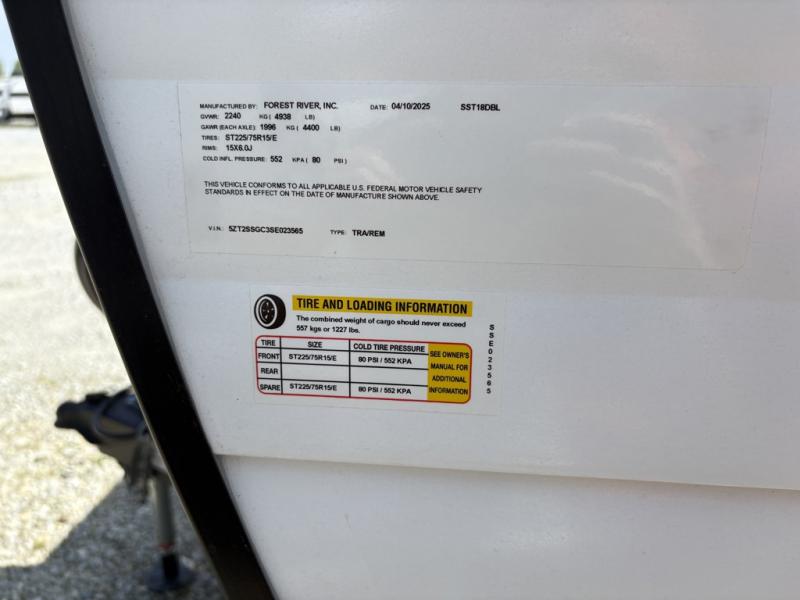 MANUFACTURED BY: FOREST RIVER, INC. DATE: 04/10/2025 SST18DBL
GVWR: 2240 KG ( 4938 LB)
GAWR (EACH AXLE): 1996 KG ( 4400 LB)
TIRES: ST225/75R15/E
RIMS: 15X6.0J
COLD INFL. PRESSURE: 552 KPA ( 80 PSI )
THIS VEHICLE CONFORMS TO ALL APPLICABLE U.S. FEDERAL MOTOR VEHICLE SAFETY
STANDARDS IN EFFECT ON THE DATE OF MANUFACTURE SHOWN ABOVE.
V.I.N.: 5ZT2SSGC3SE023565 TYPE: TRA/REM
TIRE AND LOADING INFORMATION
The combined weight of cargo should never exceed
557 kgs or 1227 lbs.
TIRE SIZE COLD TIRE PRESSURE
FRONT ST225/75R15/E 80 PSI / 552 KPA
REAR
SPARE ST225/75R15/E 80 PSI / 552 KPA
SEE OWNER'S
MANUAL FOR
ADDITIONAL
INFORMATION
SSE023565